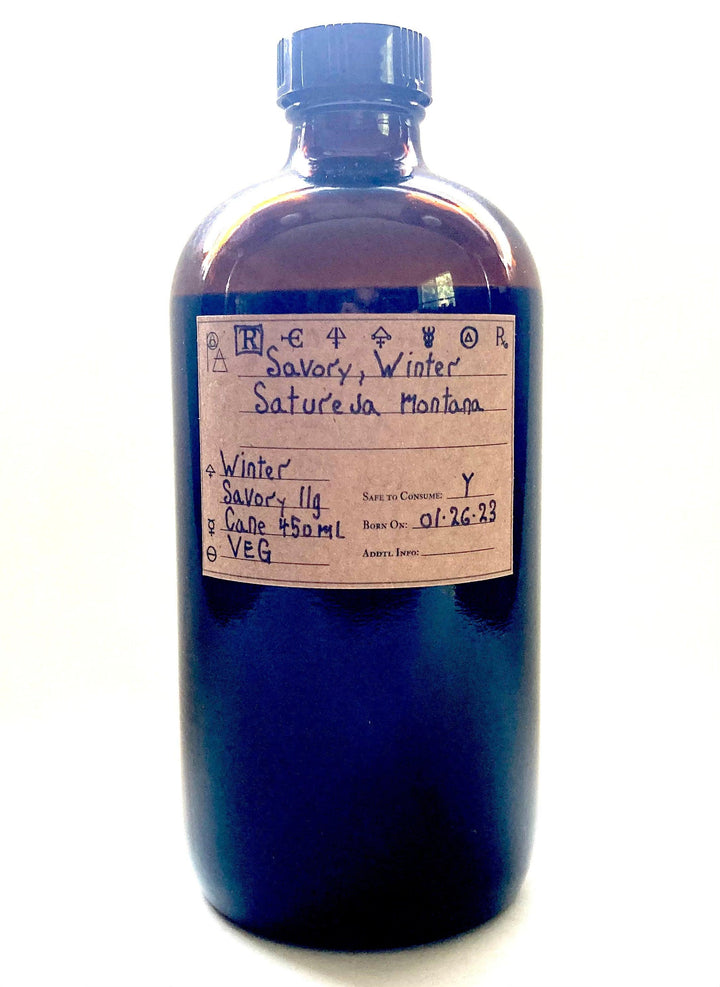 R
Savory, Winter
Satureja Montana
Winter
Savory 11g
Cane 450mL
VEG
SAFE TO CONSUME: Y
BORN ON: 01·26·23
ADDTL INFO: